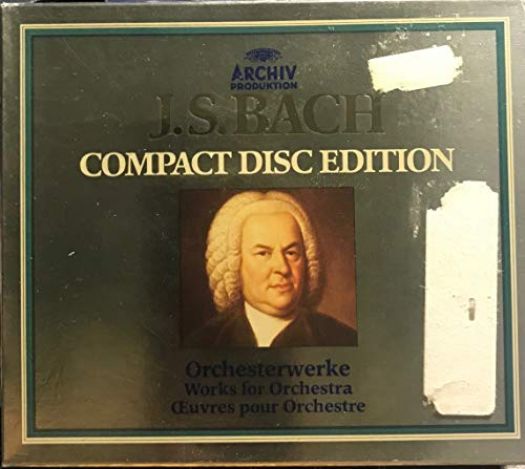 ARCHIV
PRODUKTION
J.S.BACH
COMPACT DISC EDITION
Orchesterwerke
Works for Orchestra
Œuvres pour Orchestre